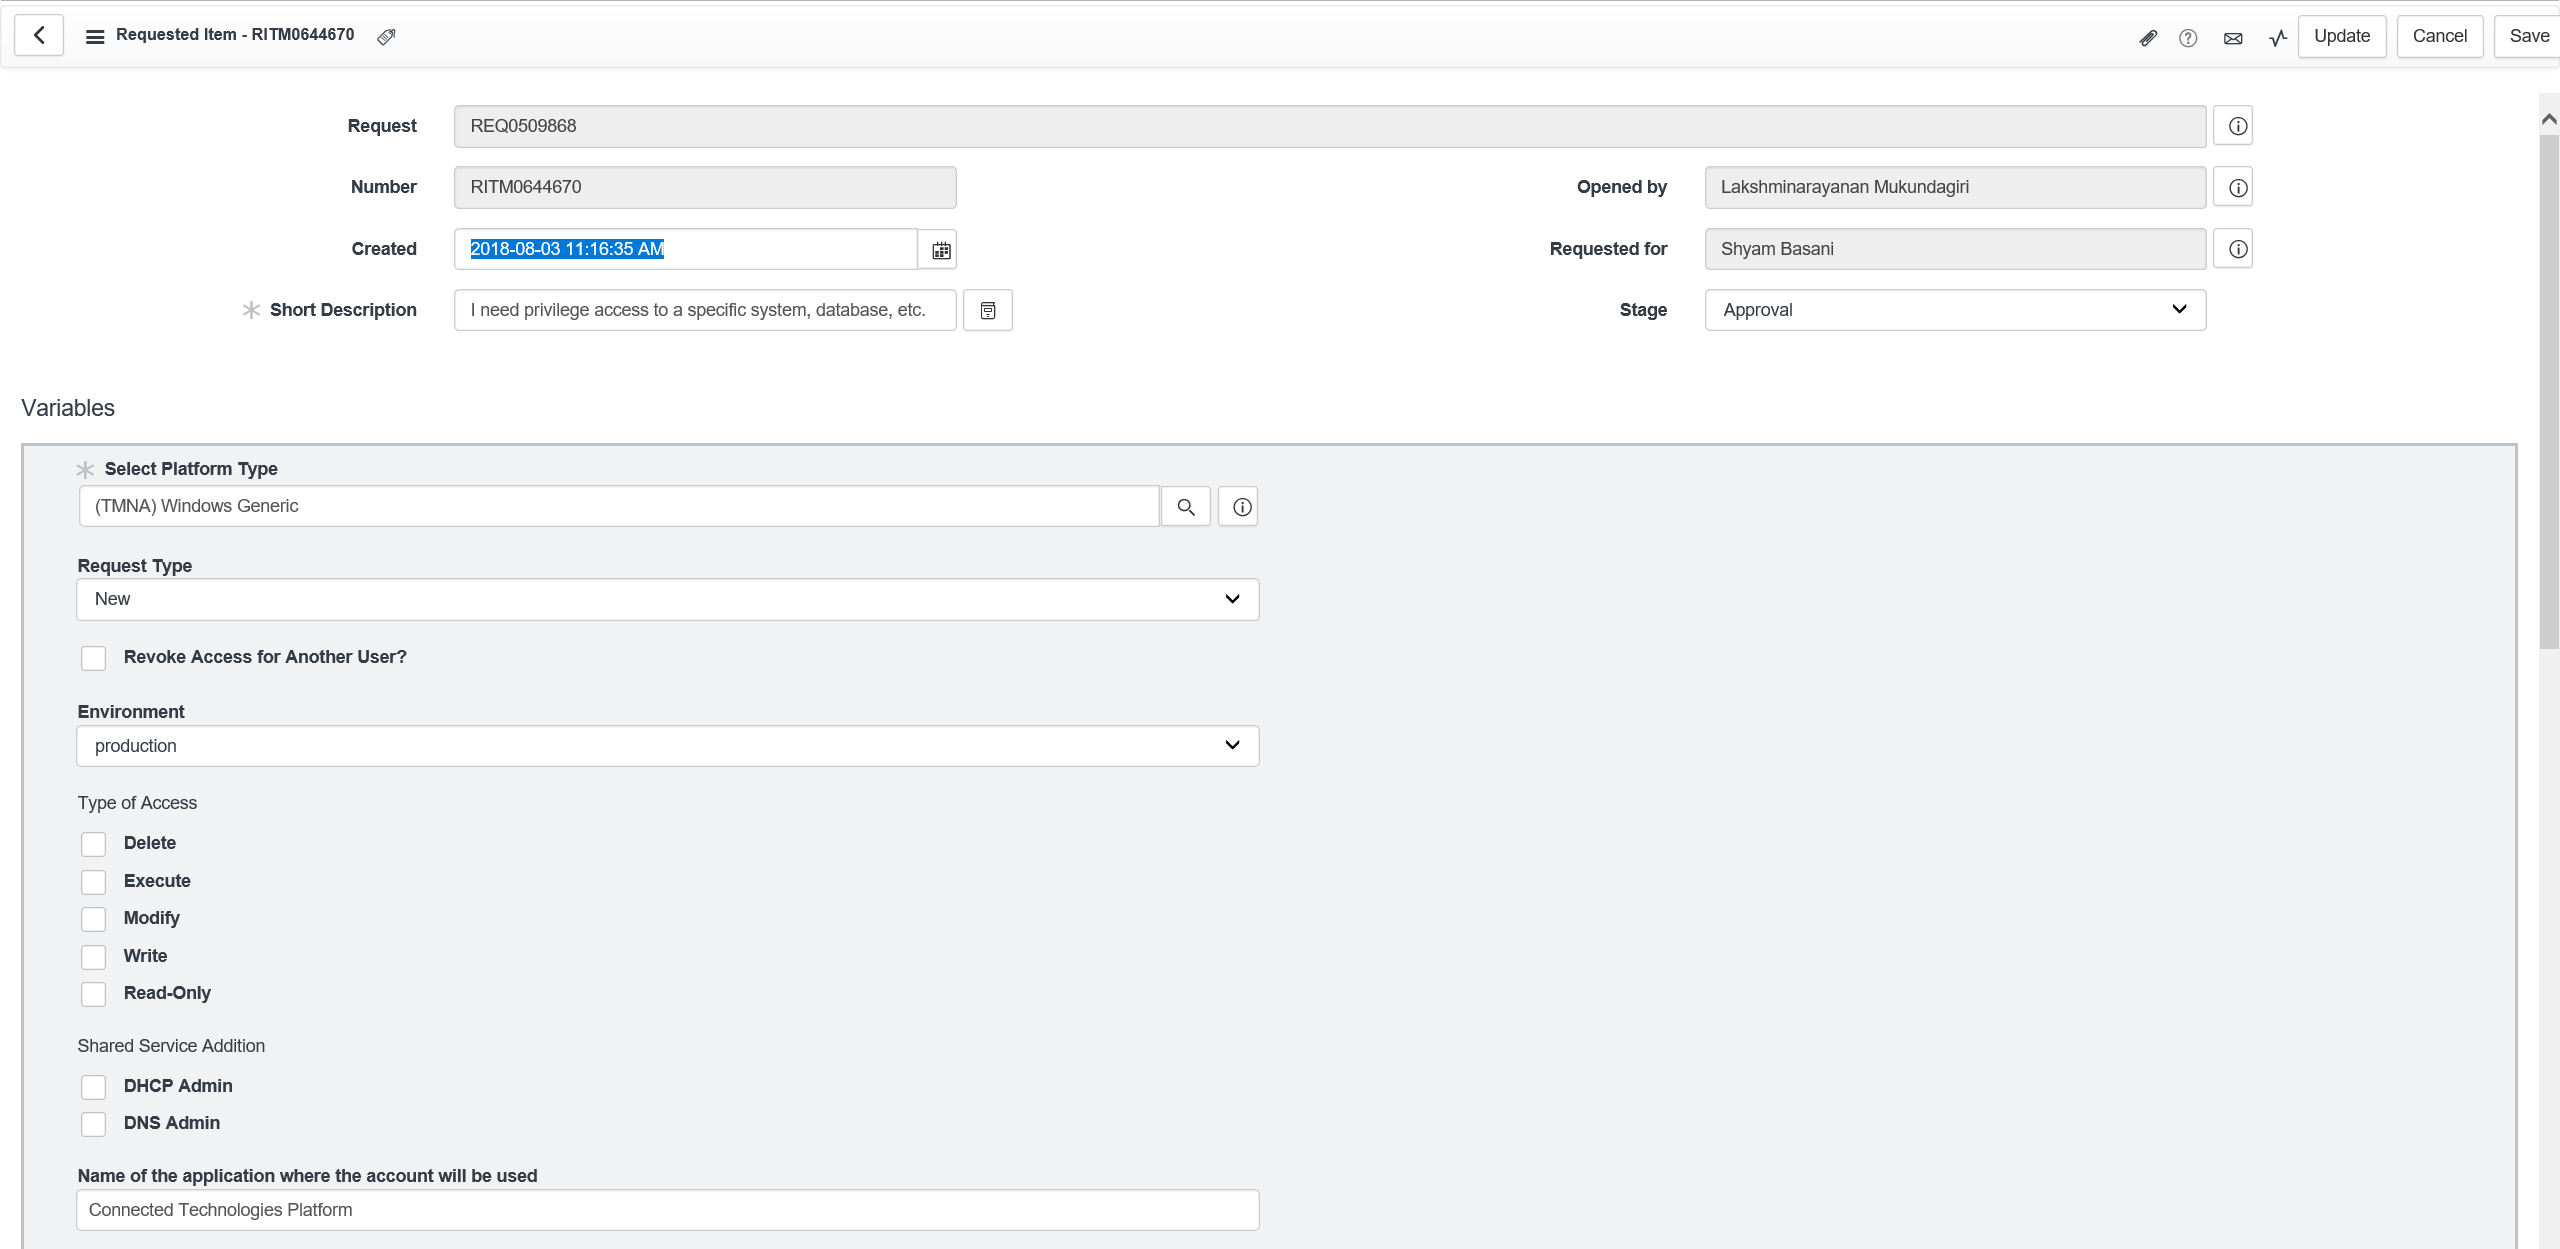 Requested Item - RITM0644670
Update
Cancel
Save
Request
REQ0509868
Number
RITM0644670
Opened by
Lakshminarayanan Mukundagiri
Created
2018-08-03 11:16:35 AM
Requested for
Shyam Basani
Short Description
I need privilege access to a specific system, database, etc.
Stage
Approval
Variables
Select Platform Type
(TMNA) Windows Generic
Request Type
New
Revoke Access for Another User?
Environment
production
Type of Access
Delete
Execute
Modify
Write
Read-Only
Shared Service Addition
DHCP Admin
DNS Admin
Name of the application where the account will be used
Connected Technologies Platform